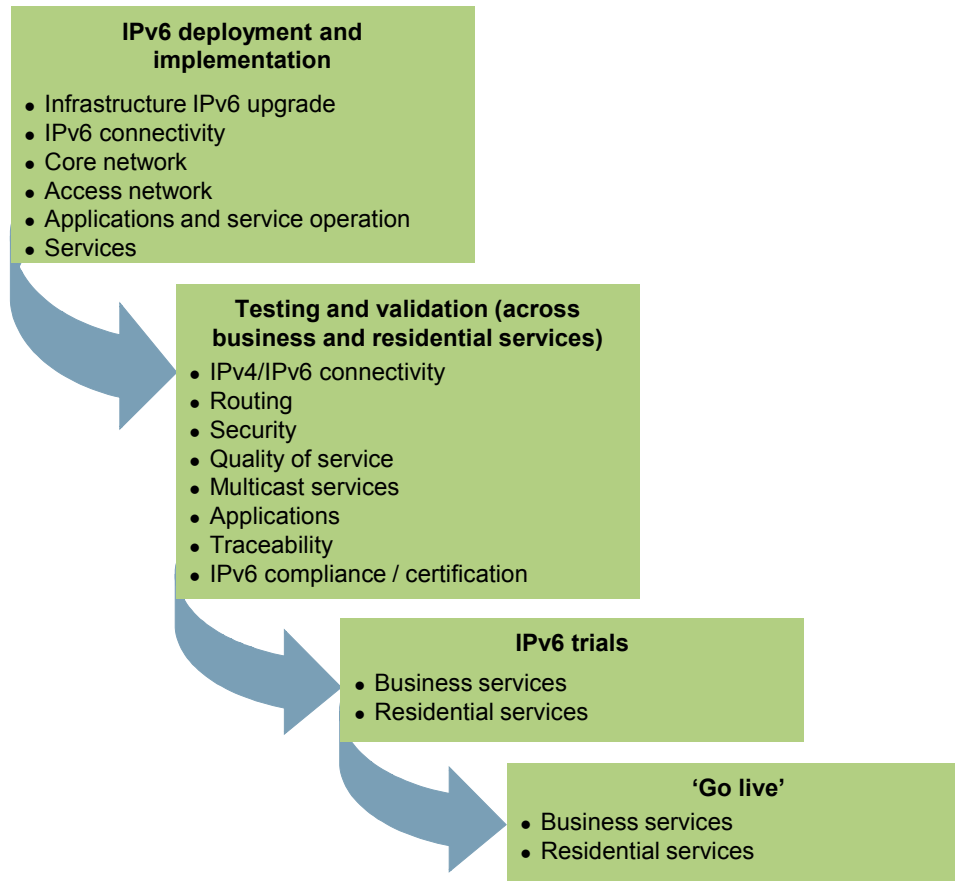 IPv6 deployment and
implementation
• Infrastructure IPv6 upgrade
• IPv6 connectivity
• Core network
• Access network
• Applications and service operation
• Services
Testing and validation (across
business and residential services)
• IPv4/IPv6 connectivity
• Routing
• Security
• Quality of service
• Multicast services
• Applications
• Traceability
• IPv6 compliance / certification
IPv6 trials
• Business services
• Residential services
‘Go live’
• Business services
• Residential services